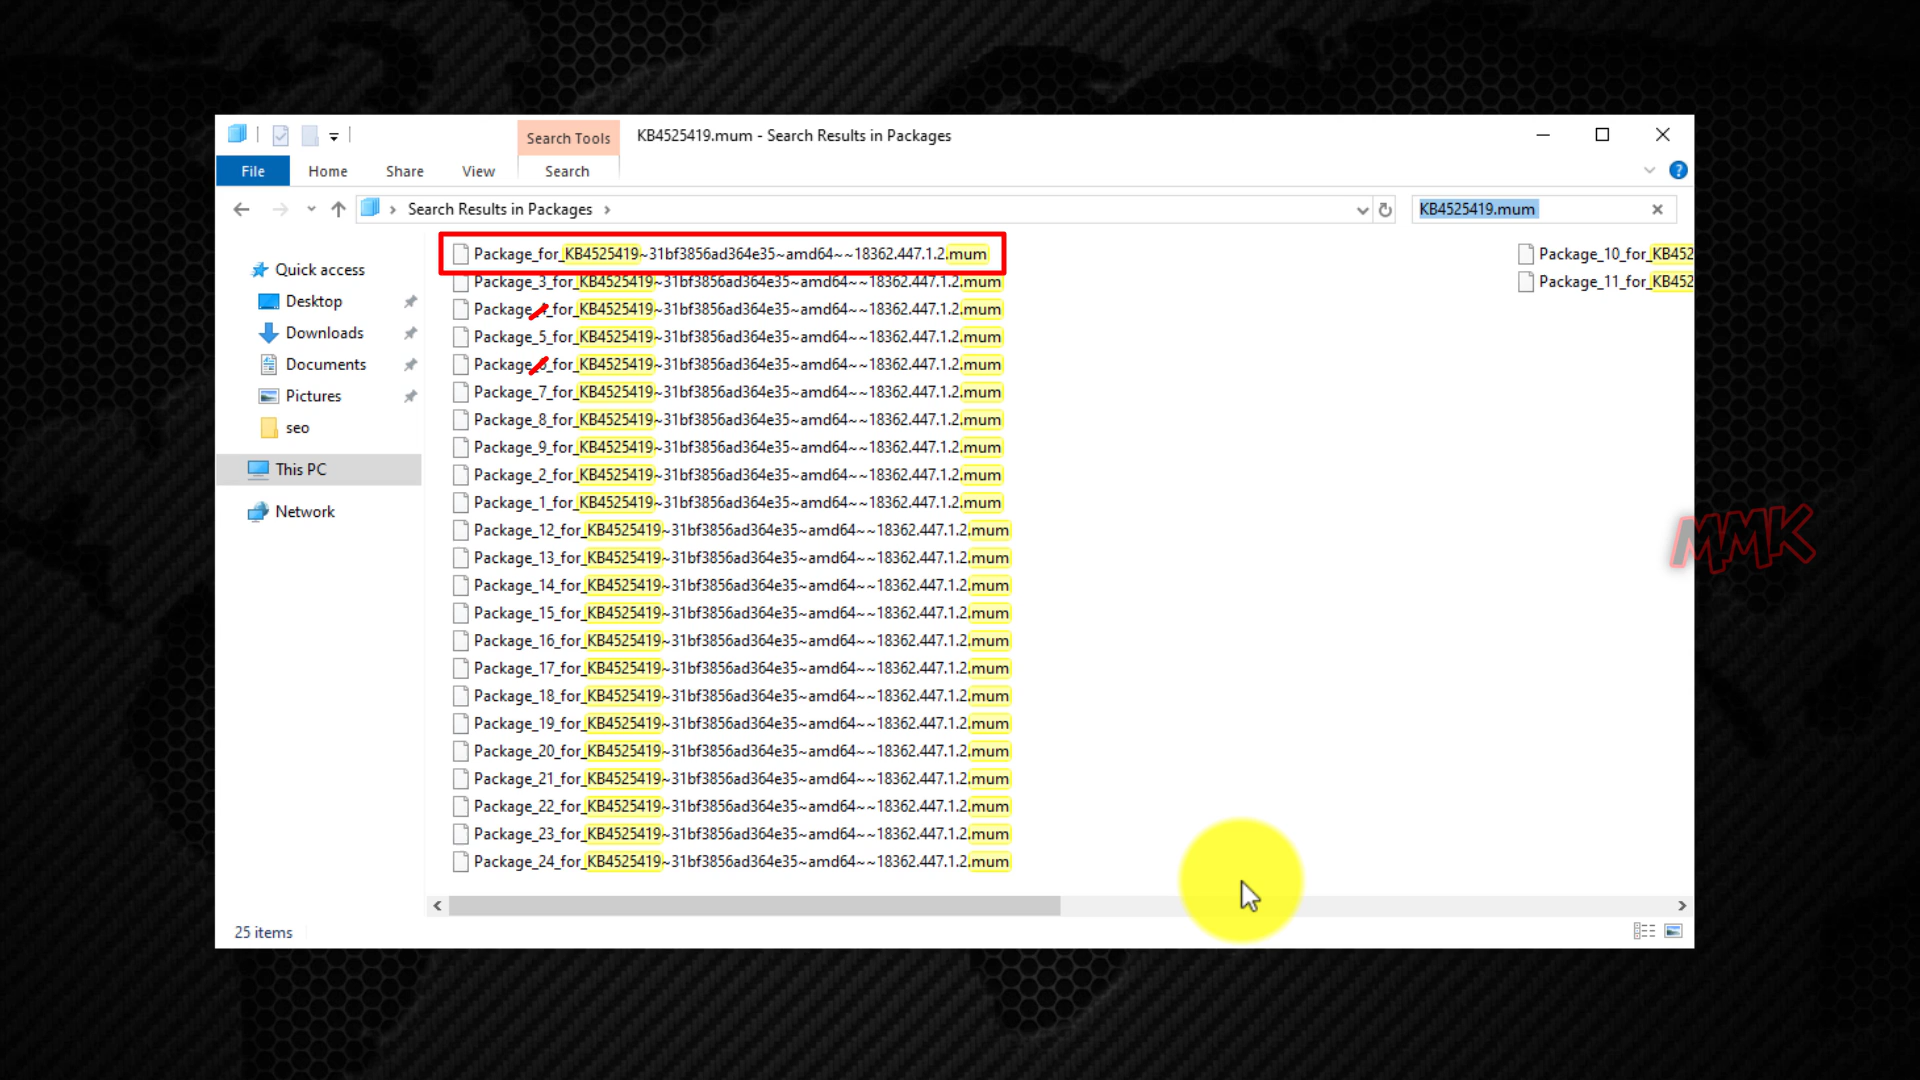 Search Tools
KB4525419.mum - Search Results in Packages
File
Home
Share
View
Search
?
Search Results in Packages
KB4525419.mum
Quick access
Desktop
Downloads
Documents
Pictures
seo
This PC
Network
Package_for_KB4525419~31bf3856ad364e35~amd64~~18362.447.1.2.mum
Package_3_for_KB4525419~31bf3856ad364e35~amd64~~18362.447.1.2.mum
Package_4_for_KB4525419~31bf3856ad364e35~amd64~~18362.447.1.2.mum
Package_5_for_KB4525419~31bf3856ad364e35~amd64~~18362.447.1.2.mum
Package_6_for_KB4525419~31bf3856ad364e35~amd64~~18362.447.1.2.mum
Package_7_for_KB4525419~31bf3856ad364e35~amd64~~18362.447.1.2.mum
Package_8_for_KB4525419~31bf3856ad364e35~amd64~~18362.447.1.2.mum
Package_9_for_KB4525419~31bf3856ad364e35~amd64~~18362.447.1.2.mum
Package_2_for_KB4525419~31bf3856ad364e35~amd64~~18362.447.1.2.mum
Package_1_for_KB4525419~31bf3856ad364e35~amd64~~18362.447.1.2.mum
Package_12_for_KB4525419~31bf3856ad364e35~amd64~~18362.447.1.2.mum
Package_13_for_KB4525419~31bf3856ad364e35~amd64~~18362.447.1.2.mum
Package_14_for_KB4525419~31bf3856ad364e35~amd64~~18362.447.1.2.mum
Package_15_for_KB4525419~31bf3856ad364e35~amd64~~18362.447.1.2.mum
Package_16_for_KB4525419~31bf3856ad364e35~amd64~~18362.447.1.2.mum
Package_17_for_KB4525419~31bf3856ad364e35~amd64~~18362.447.1.2.mum
Package_18_for_KB4525419~31bf3856ad364e35~amd64~~18362.447.1.2.mum
Package_19_for_KB4525419~31bf3856ad364e35~amd64~~18362.447.1.2.mum
Package_20_for_KB4525419~31bf3856ad364e35~amd64~~18362.447.1.2.mum
Package_21_for_KB4525419~31bf3856ad364e35~amd64~~18362.447.1.2.mum
Package_22_for_KB4525419~31bf3856ad364e35~amd64~~18362.447.1.2.mum
Package_23_for_KB4525419~31bf3856ad364e35~amd64~~18362.447.1.2.mum
Package_24_for_KB4525419~31bf3856ad364e35~amd64~~18362.447.1.2.mum
Package_10_for_KB452
Package_11_for_KB452
25 items
MMK